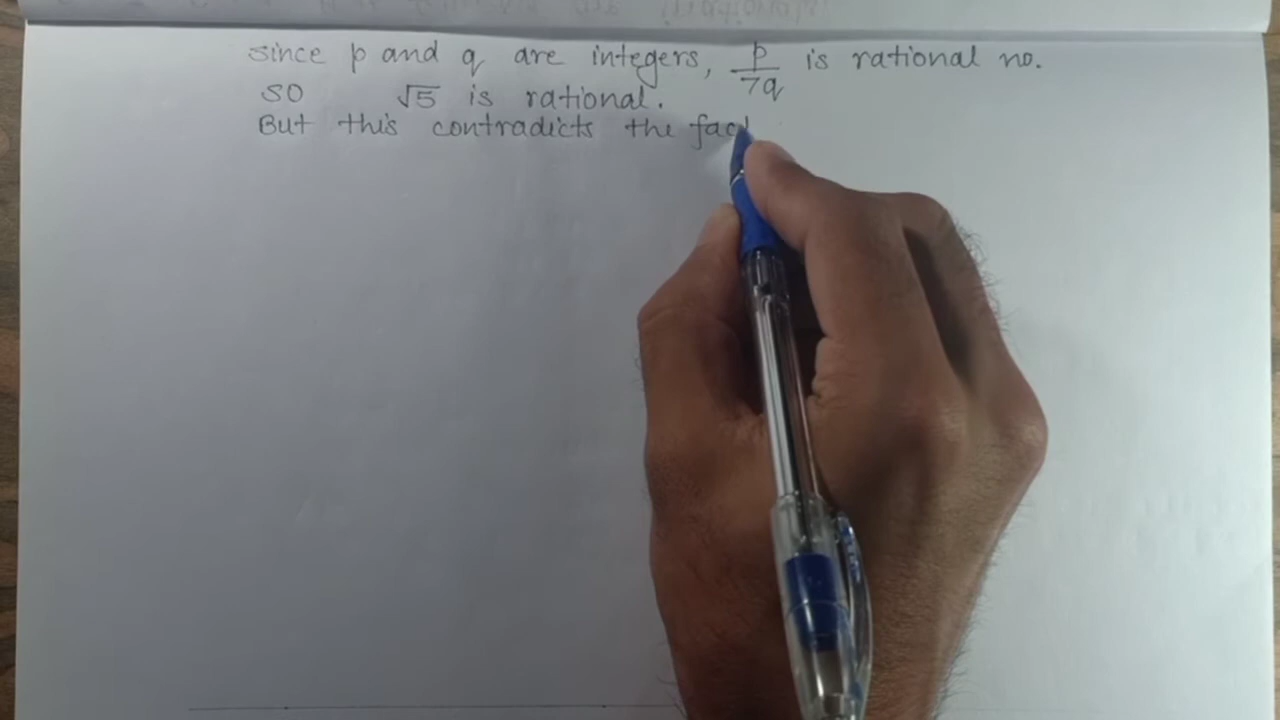 since p and q are integers, p/7q is rational no.
so √5 is rational.
But this contradicts the fact